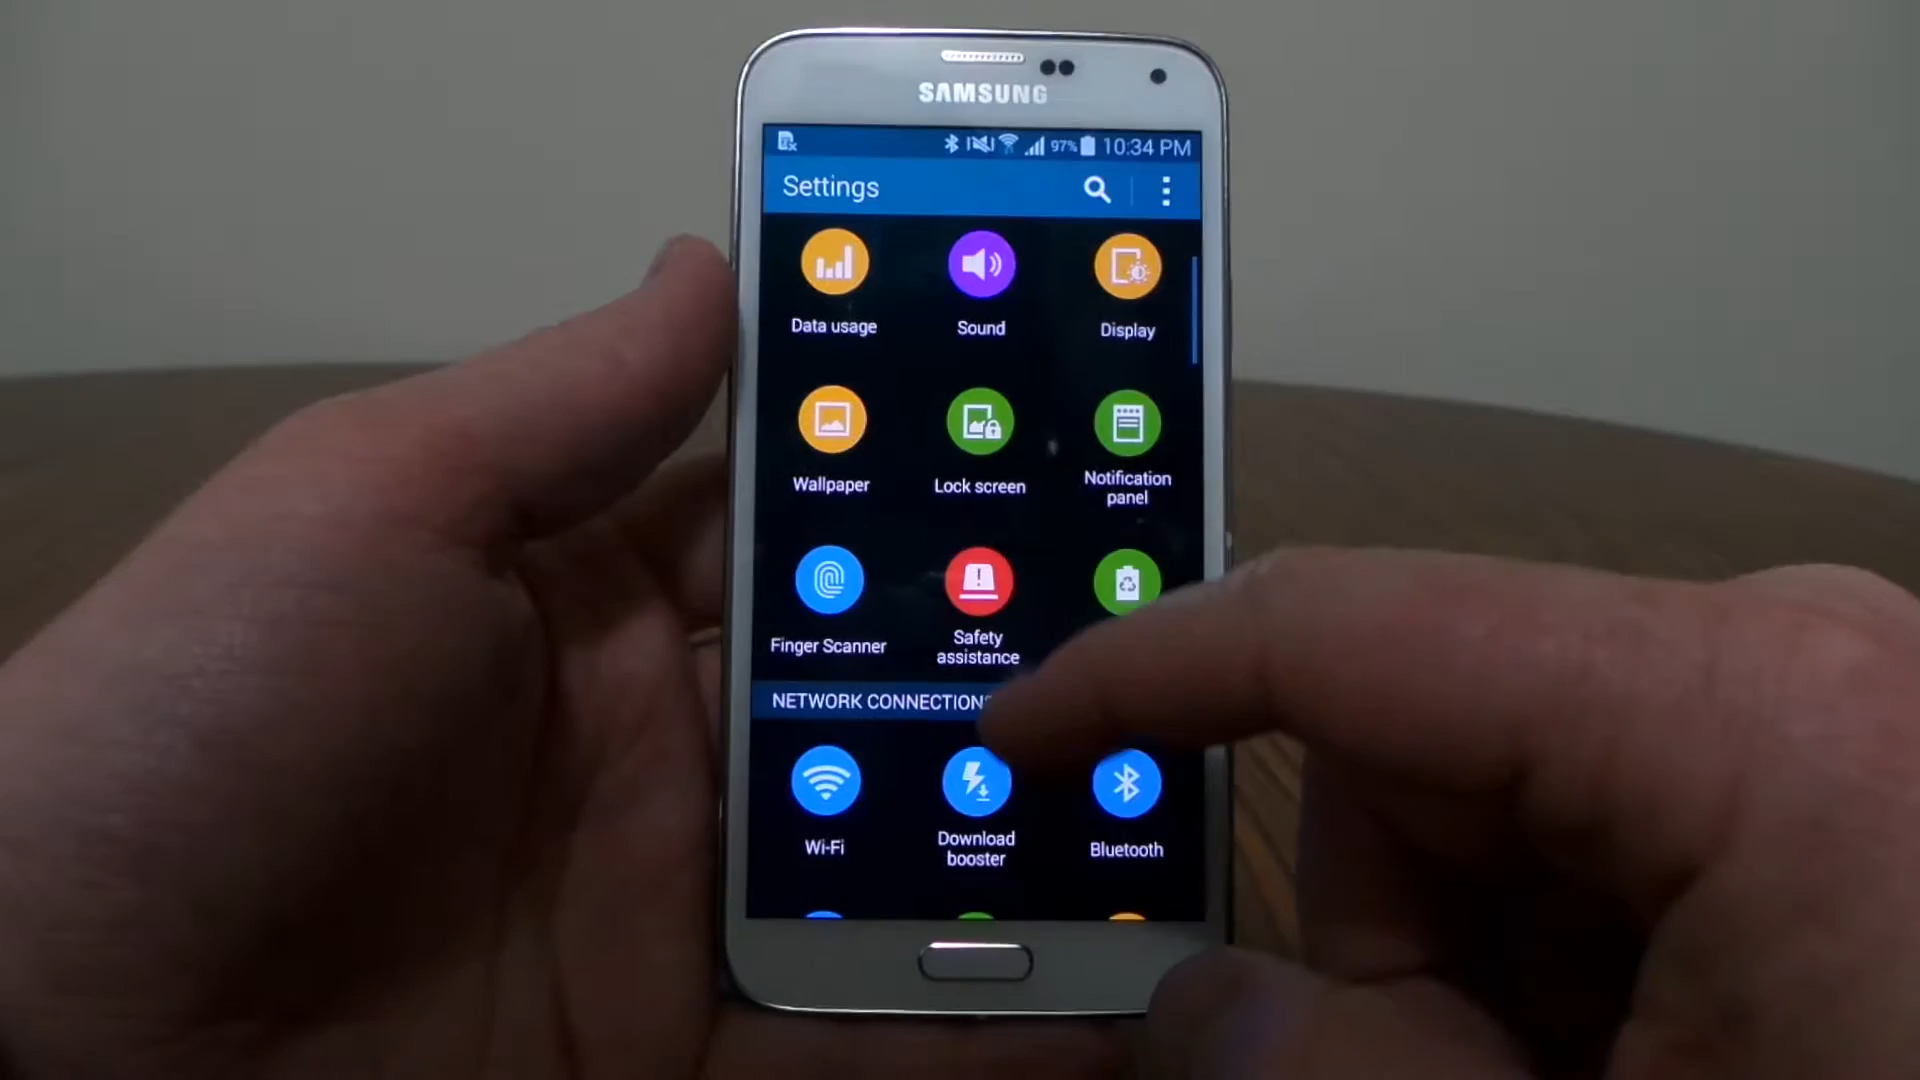 SAMSUNG
97% 10:34 PM
Settings
Data usage
Sound
Display
Wallpaper
Lock screen
Notification
panel
Finger Scanner
Safety
assistance
NETWORK CONNECTIONS
Wi-Fi
Download
booster
Bluetooth